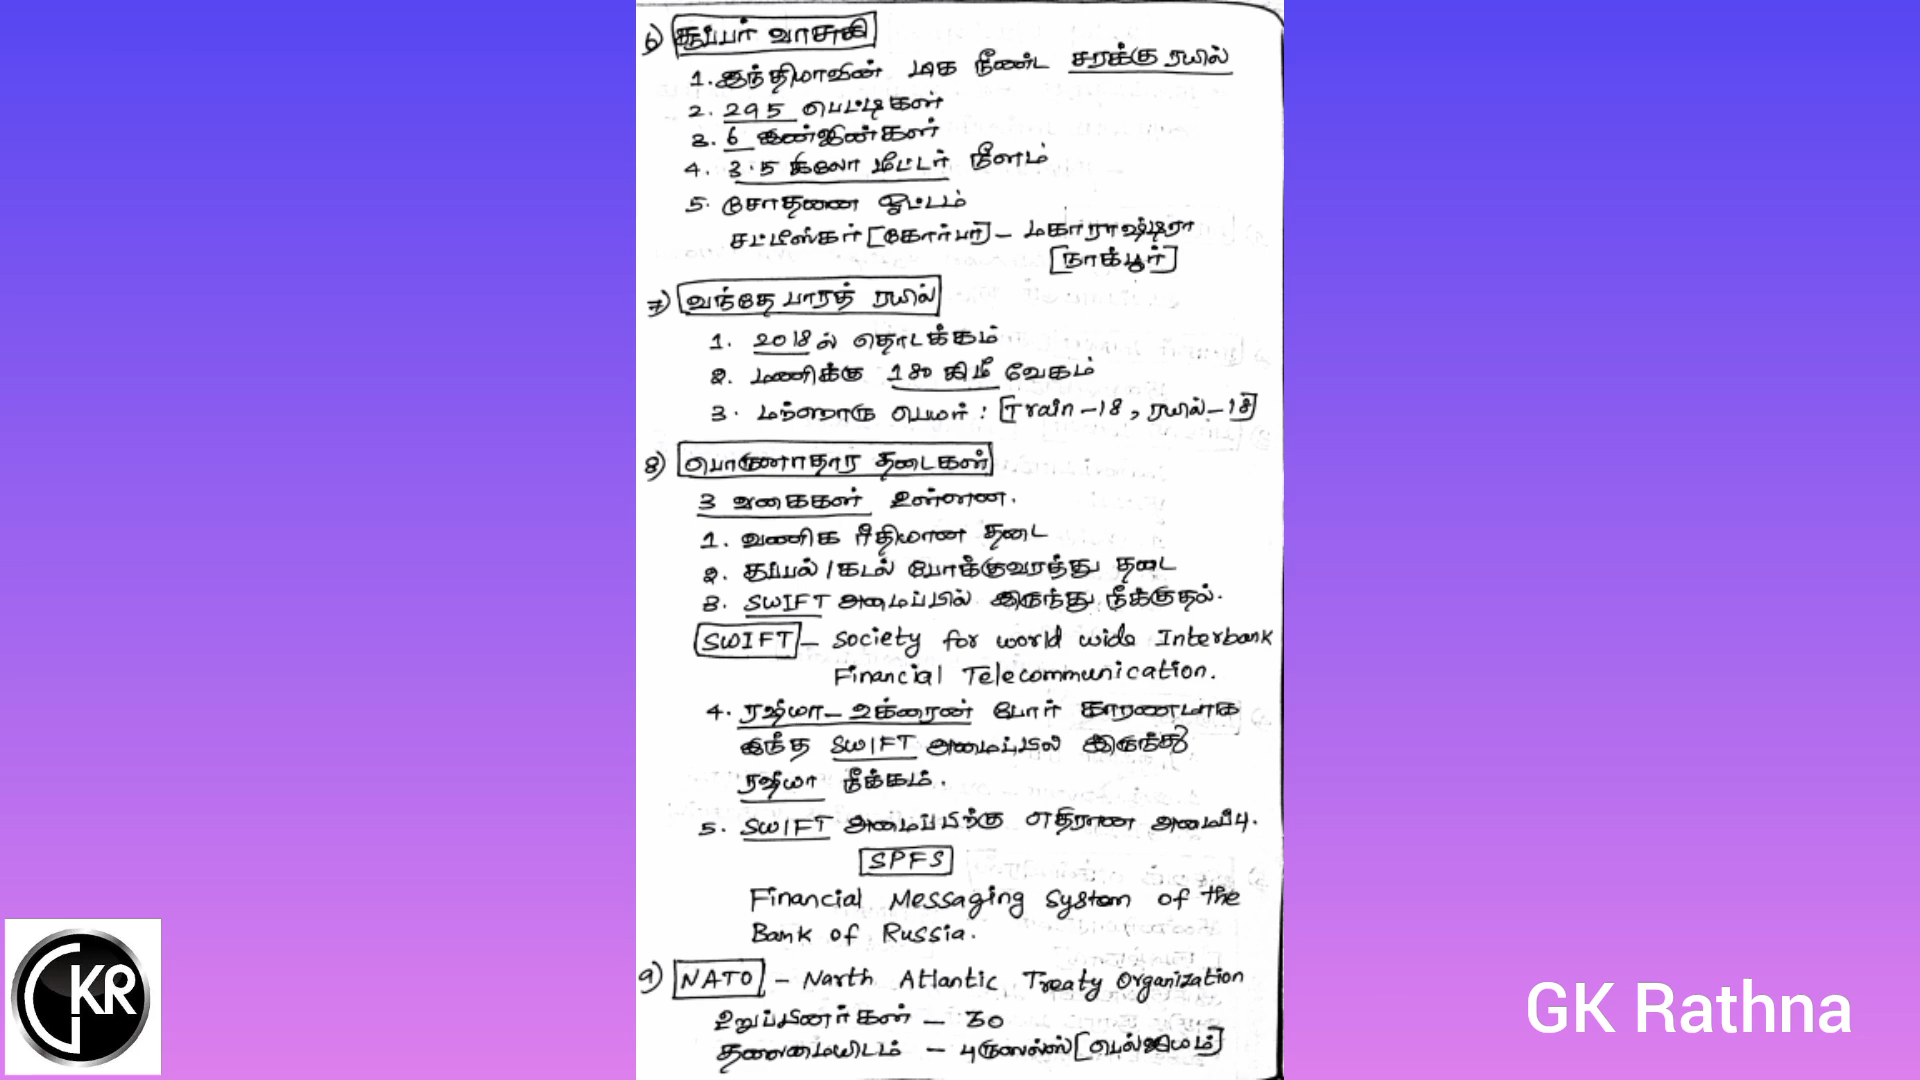 6) சூப்பர் வாசுகி
1. இந்தியாவின் மிக நீண்ட சரக்கு ரயில்
2. 295 பெட்டிகள்
3. 6 இன்ஜின்கள்
4. 3.5 கிலோ மீட்டர் நீளம்
5. சோதனை ஓட்டம்
சட்டீஸ்கர் [கோர்பா] – மகாராஷ்டிரா
[நாக்பூர்]
7) வந்தே பாரத் ரயில்
1. 2018ல் தொடக்கம்
2. மணிக்கு 180 கிமீ வேகம்
3. மற்றொரு பெயர் : [Train-18, ரயில்-18]
8) பொருளாதார தடைகள்
3 வகைகள் உள்ளன.
1. வணிக ரீதியான தடை
2. கப்பல் / கடல் போக்குவரத்து தடை
3. SWIFT அமைப்பில் இருந்து நீக்குதல்.
SWIFT – Society for world wide Interbank
Financial Telecommunication.
4. ரஷ்யா – உக்ரைன் போர் காரணமாக
இந்த SWIFT அமைப்பில் இருந்து
ரஷ்யா நீக்கம்.
5. SWIFT அமைப்பிற்கு எதிரான அமைப்பு.
SPFS
Financial Messaging System of the
Bank of Russia.
9) NATO – North Atlantic Treaty Organization
உறுப்பினர்கள் – 30
தலைமையிடம் – புருஸல்ஸ் [பெல்ஜியம்]
GKR
GK Rathna